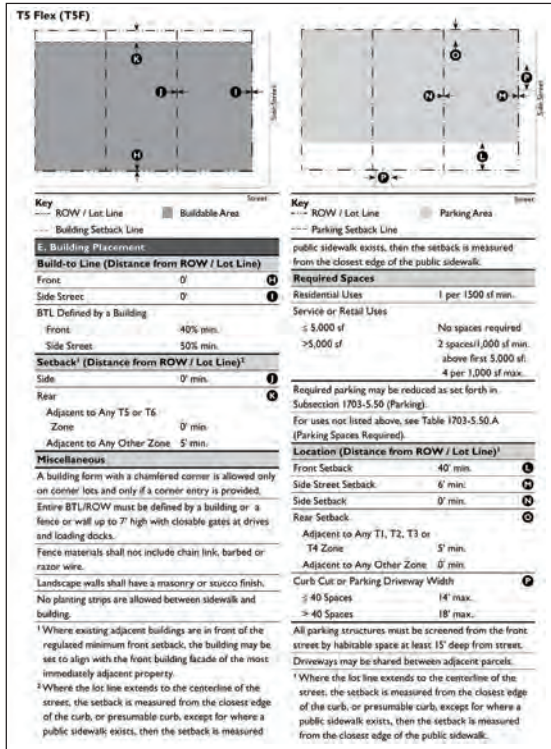 T5 Flex (T5F)
K
J
I
H
Side Street
Street
Key
ROW / Lot Line
Buildable Area
Building Setback Line
E. Building Placement
Build-to Line (Distance from ROW / Lot Line)
Front 0' H
Side Street 0' I
BTL Defined by a Building
Front 40% min.
Side Street 50% min.
Setback¹ (Distance from ROW / Lot Line)²
Side 0' min. J
Rear K
Adjacent to Any T5 or T6
Zone 0' min.
Adjacent to Any Other Zone 5' min.
Miscellaneous
A building form with a chamfered corner is allowed only
on corner lots and only if a corner entry is provided.
Entire BTL/ROW must be defined by a building or a
fence or wall up to 7' high with closable gates at drives
and loading docks.
Fence materials shall not include chain link, barbed or
razor wire.
Landscape walls shall have a masonry or stucco finish.
No planting strips are allowed between sidewalk and
building.
¹ Where existing adjacent buildings are in front of the
regulated minimum front setback, the building may be
set to align with the front building facade of the most
immediately adjacent property.
² Where the lot line extends to the centerline of the
street, the setback is measured from the closest edge
of the curb, or presumable curb, except for where a
public sidewalk exists, then the setback is measured
O
P
N
M
L
P
Side Street
Street
Key
ROW / Lot Line
Parking Area
Parking Setback Line
public sidewalk exists, then the setback is measured
from the closest edge of the public sidewalk.
Required Spaces
Residential Uses 1 per 1500 sf min.
Service or Retail Uses
≤ 5,000 sf No spaces required
>5,000 sf 2 spaces/1,000 sf min.
above first 5,000 sf;
4 per 1,000 sf max.
Required parking may be reduced as set forth in
Subsection 1703-5.50 (Parking).
For uses not listed above, see Table 1703-5.50.A
(Parking Spaces Required).
Location (Distance from ROW / Lot Line)¹
Front Setback 40' min. L
Side Street Setback 6' min. M
Side Setback 0' min. N
Rear Setback O
Adjacent to Any T1, T2, T3 or
T4 Zone 5' min.
Adjacent to Any Other Zone 0' min.
Curb Cut or Parking Driveway Width P
≤ 40 Spaces 14' max.
> 40 Spaces 18' max.
All parking structures must be screened from the front
street by habitable space at least 15' deep from street.
Driveways may be shared between adjacent parcels.
¹ Where the lot line extends to the centerline of the
street, the setback is measured from the closest edge
of the curb, or presumable curb, except for where a
public sidewalk exists, then the setback is measured
from the closest edge of the public sidewalk.